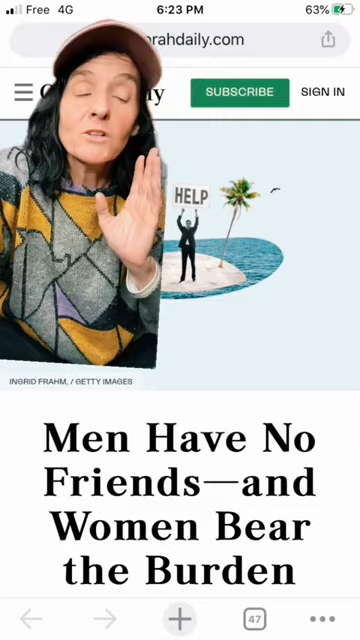 Free 4G 6:23 PM 63%
rahdaily.com
SUBSCRIBE SIGN IN
HELP
INGRID FRAHM, / GETTY IMAGES
Men Have No
Friends—and
Women Bear
the Burden
47